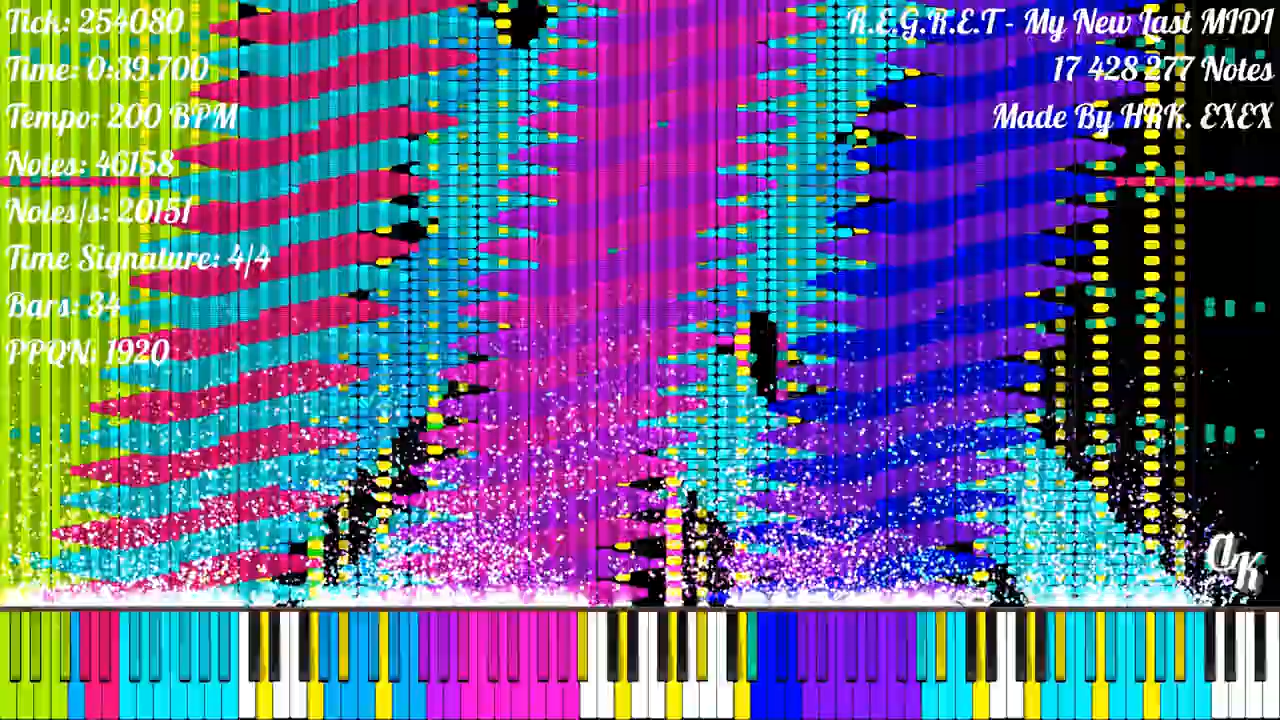 Tick: 254080
Time: 0:39.700
Tempo: 200 BPM
Notes: 46158
Notes/s: 20151
Time Signature: 4/4
Bars: 34
PPQN: 1920
R.E.G.R.E.T - My New Last MIDI
17 428 277 Notes
Made By HRK. EXEX